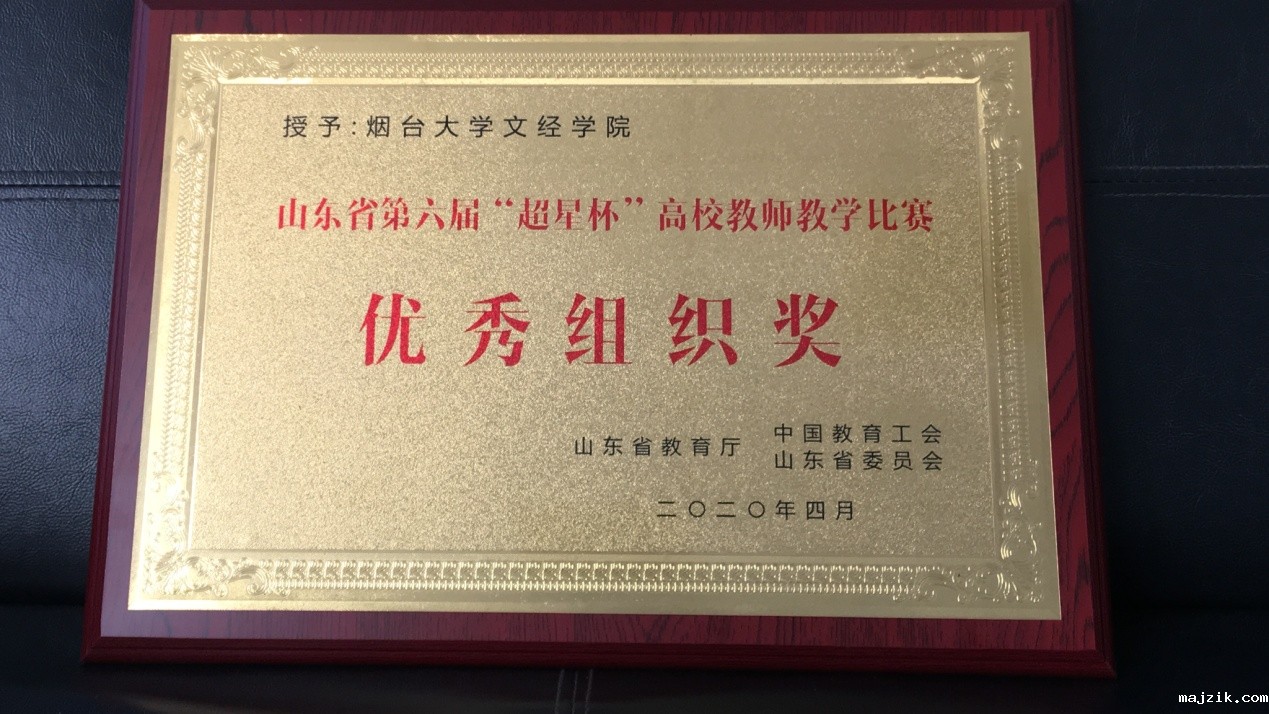 授予:烟台大学文经学院
山东省第六届“超星杯”高校教师教学比赛
优秀组织奖
山东省教育厅
中国教育工会
山东省委员会
二〇二〇年四月
majzik.com